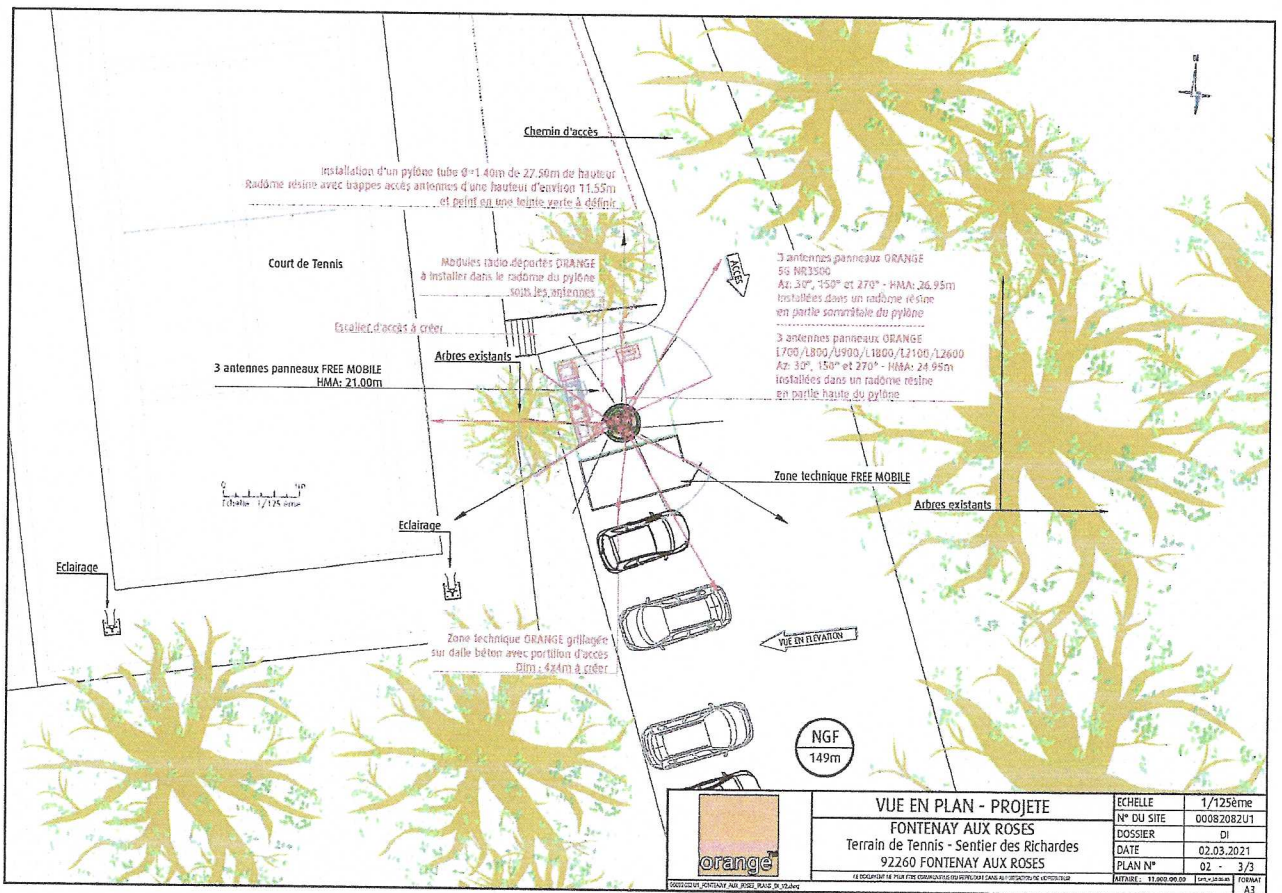 Chemin d'accès
Installation d'un pylône tube Ø=1.40m de 27.50m de hauteur
Radôme résine avec trappes accès antennes d'une hauteur d'environ 11.55m
et peint en une teinte verte à définir
Court de Tennis
Modules radio déportés ORANGE
à installer dans le radôme du pylône
sous les antennes
ACCES
3 antennes panneaux ORANGE
5G NR3500
Az: 30°, 150° et 270° - HMA: 26.95m
Installées dans un radôme résine
en partie sommitale du pylône
3 antennes panneaux ORANGE
L700/L800/U900/L1800/L2100/L2600
Az: 30°, 150° et 270° - HMA: 24.95m
Installées dans un radôme résine
en partie haute du pylône
Escalier d'accès à créer
Arbres existants
3 antennes panneaux FREE MOBILE
HMA: 21.00m
Zone technique FREE MOBILE
Arbres existants
Echelle 1/125 ème
Eclairage
Eclairage
VUE EN ELEVATION
Zone technique ORANGE grillagée
sur dalle béton avec portillon d'accès
Dim : 4x4m à créer
NGF
149m
orange
VUE EN PLAN - PROJETE
FONTENAY AUX ROSES
Terrain de Tennis - Sentier des Richardes
92260 FONTENAY AUX ROSES
ECHELLE 1/125ème
N° DU SITE 00082082U1
DOSSIER DI
DATE 02.03.2021
PLAN N° 02 - 3/3
FORMAT
A3